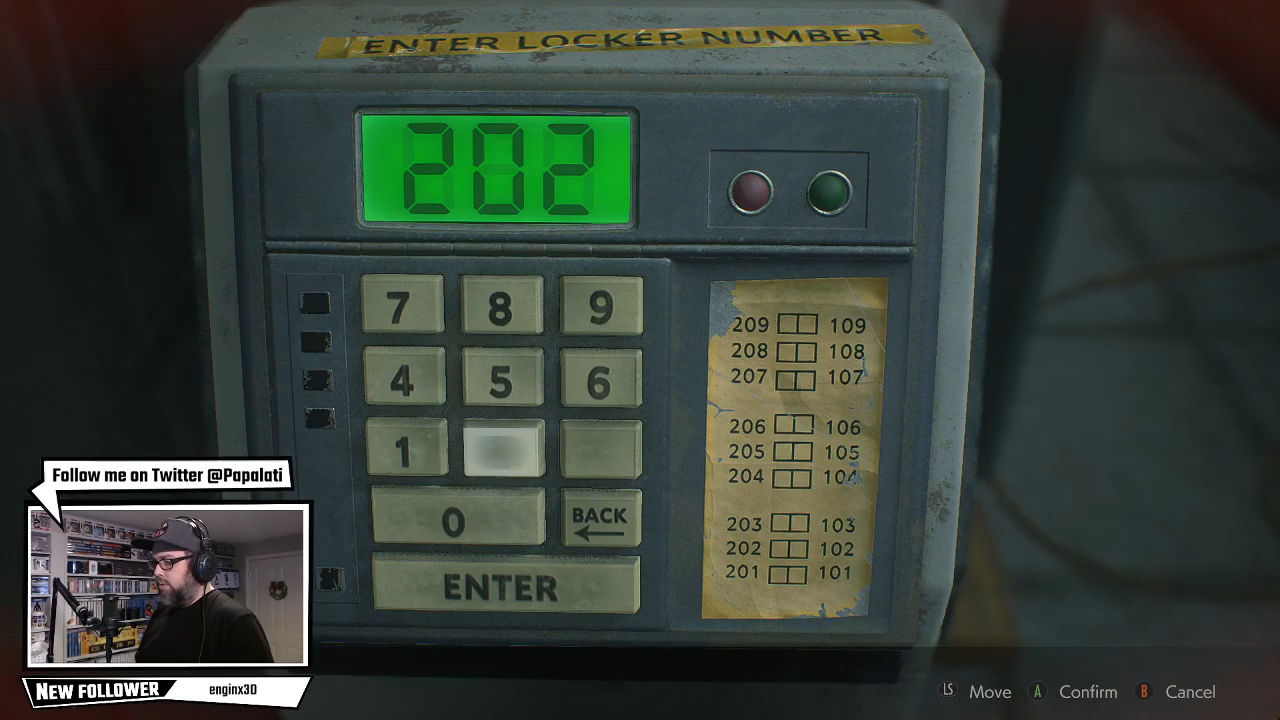 ENTER LOCKER NUMBER
202
7 8 9
4 5 6
1
0 BACK
ENTER
209 109
208 108
207 107
206 106
205 105
204 104
203 103
202 102
201 101
Follow me on Twitter @Papalati
NEW FOLLOWER enginx3D
LS Move A Confirm B Cancel